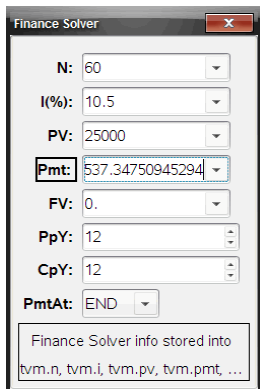 Finance Solver
N: 60
I(%): 10.5
PV: 25000
Pmt: 537.34750945294
FV: 0.
PpY: 12
CpY: 12
PmtAt: END
Finance Solver info stored into
tvm.n, tvm.i, tvm.pv, tvm.pmt, ...